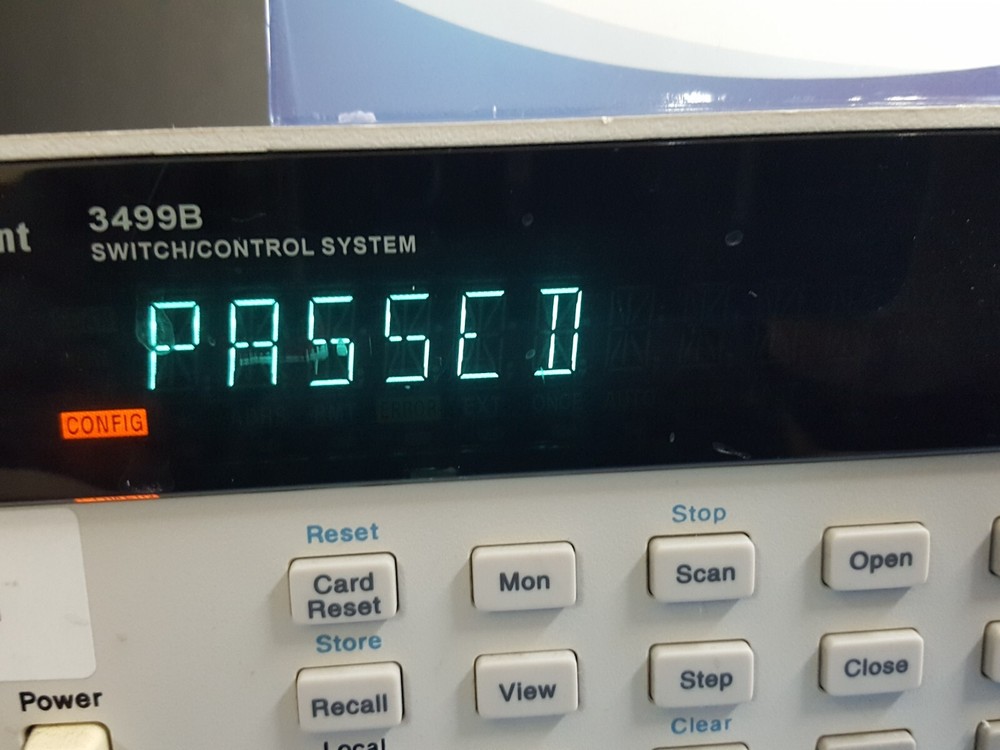 nt
3499B
SWITCH/CONTROL SYSTEM
PASSED
CONFIG
Reset
Stop
Card
Reset
Mon
Scan
Open
Store
Recall
View
Step
Close
Power
Local
Clear